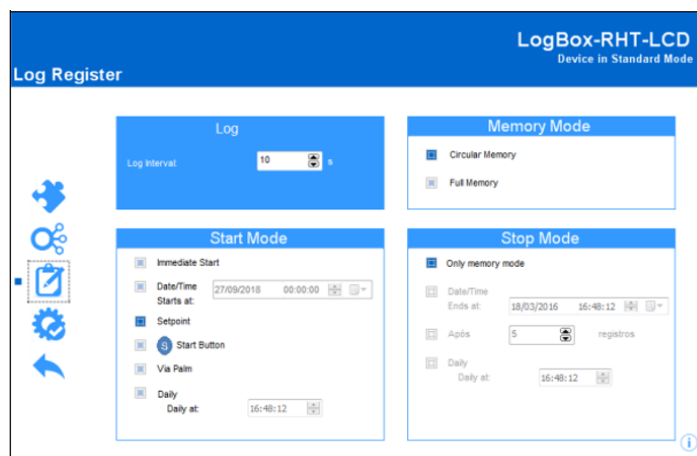 LogBox-RHT-LCD
Device in Standard Mode
Log Register
Log
Log Interval:
10
s
Memory Mode
Circular Memory
Full Memory
Start Mode
Immediate Start
Date/Time
Starts at:
27/09/2018 00:00:00
Setpoint
S Start Button
Via Palm
Daily
Daily at:
16:48:12
Stop Mode
Only memory mode
Date/Time
Ends at:
18/03/2016 16:48:12
Após
5
registros
Daily
Daily at:
16:48:12
i